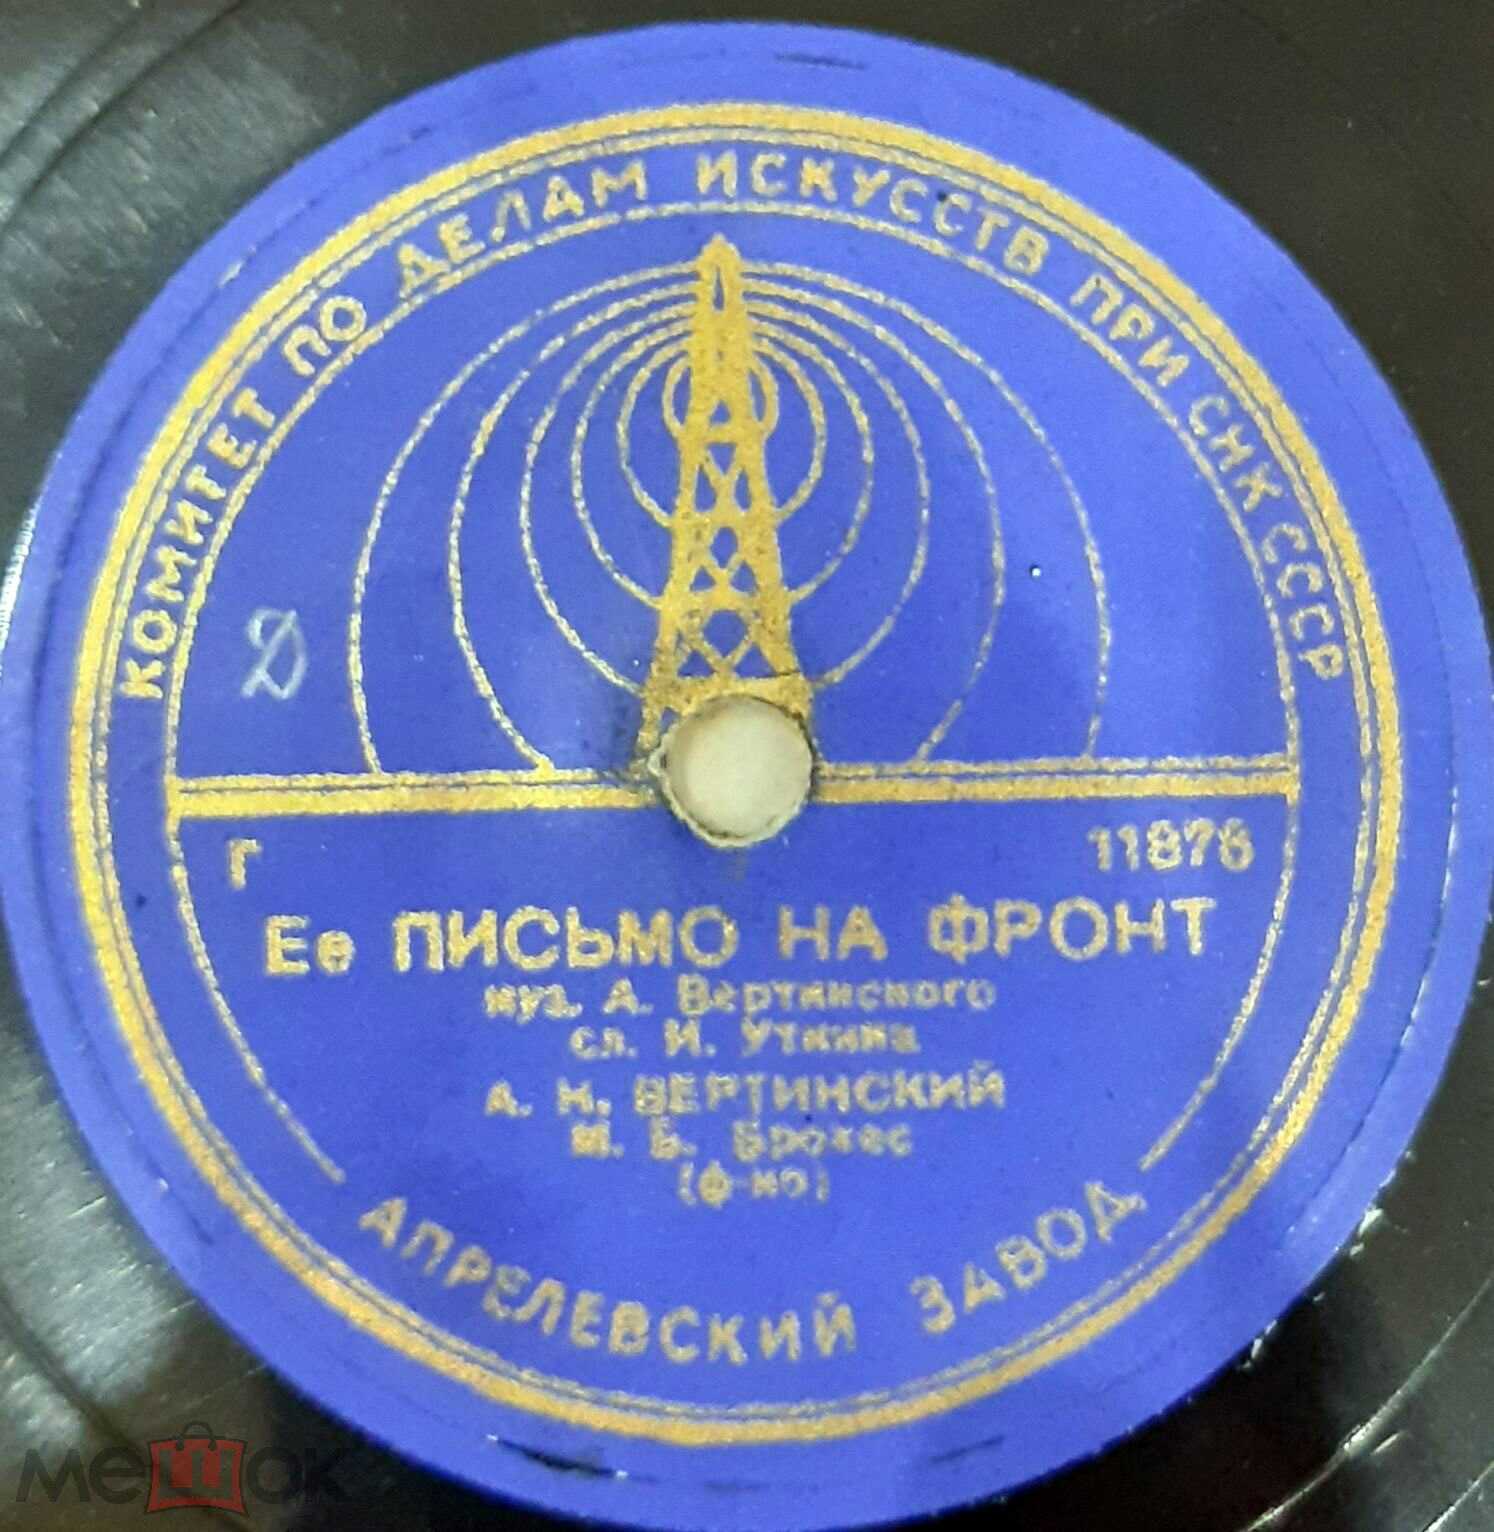 КОМИТЕТ ПО ДЕЛАМ ИСКУССТВ ПРИ СНК СССР
Д
Г 11876
Ее ПИСЬМО НА ФРОНТ
муз. А. Вертинского
сл. И. Уткина
А. Н. ВЕРТИНСКИЙ
М. Б. Брохес
(ф-но)
АПРЕЛЕВСКИЙ ЗАВОД
мешок